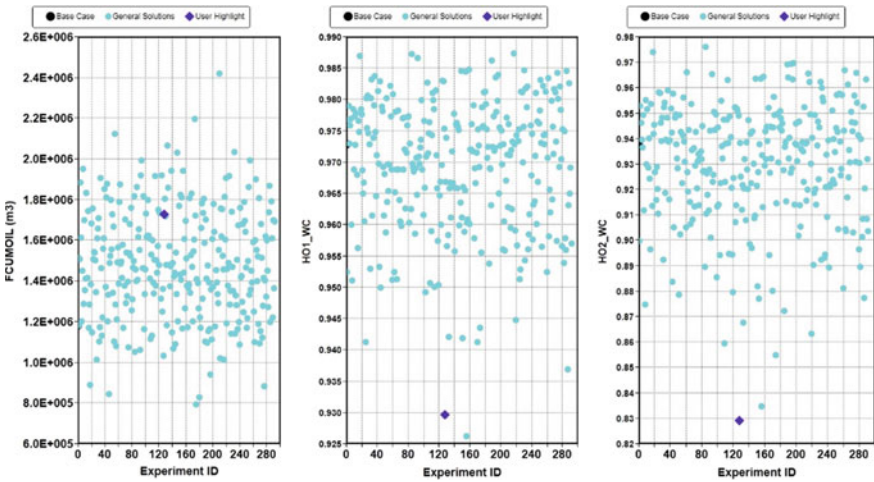 Base Case General Solutions User Highlight
Base Case General Solutions User Highlight
Base Case General Solutions User Highlight
FCUMOIL (m3)
2.6E+006
2.4E+006
2.2E+006
2.0E+006
1.8E+006
1.6E+006
1.4E+006
1.2E+006
1.0E+006
8.0E+005
6.0E+005
0 40 80 120 160 200 240 280
Experiment ID
HO1_WC
0.990
0.985
0.980
0.975
0.970
0.965
0.960
0.955
0.950
0.945
0.940
0.935
0.930
0.925
0 40 80 120 160 200 240 280
Experiment ID
HO2_WC
0.98
0.97
0.96
0.95
0.94
0.93
0.92
0.91
0.90
0.89
0.88
0.87
0.86
0.85
0.84
0.83
0.82
0 40 80 120 160 200 240 280
Experiment ID